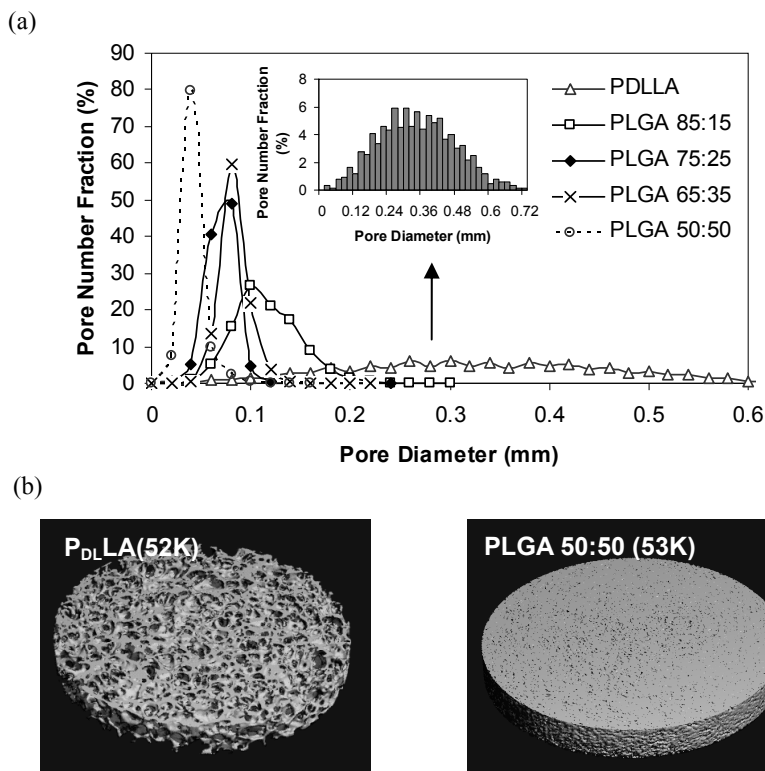 (a)
Pore Number Fraction (%)
90
80
70
60
50
40
30
20
10
0
0
0.1
0.2
0.3
0.4
0.5
0.6
Pore Diameter (mm)
Pore Number Fraction
(%)
8
6
4
2
0
0 0.12 0.24 0.36 0.48 0.6 0.72
Pore Diameter (mm)
PDLLA
PLGA 85:15
PLGA 75:25
PLGA 65:35
PLGA 50:50
(b)
PDLLA(52K)
PLGA 50:50 (53K)